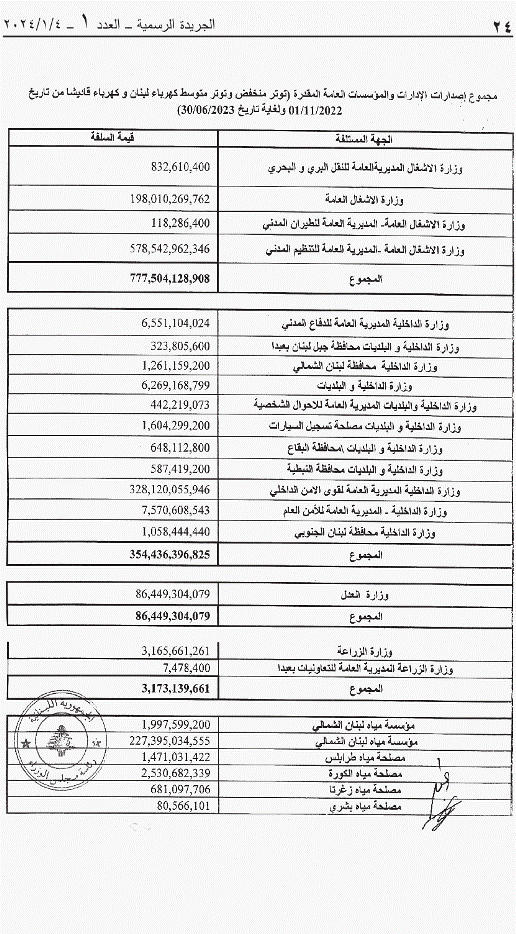 ٢٤
الجريدة الرسمية – العدد ١ – ٢٠٢٤/١/٤
مجموع إصدارات الإدارات والمؤسسات العامة المقدرة (توتر منخفض وتوتر متوسط كهرباء لبنان و كهرباء قاديشا من تاريخ
01/11/2022 ولغاية تاريخ 30/06/2023)
الجهة المستلفة قيمة السلفة
وزارة الاشغال المديريةالعامة للنقل البري و البحري 832,610,400
وزارة الاشغال العامة 198,010,269,762
وزارة الاشغال العامة- المديرية العامة للطيران المدني 118,286,400
وزارة الاشغال العامة -المديرية العامة للتنظيم المدني 578,542,962,346
المجموع 777,504,128,908
وزارة الداخلية المديرية العامة للدفاع المدني 6,551,104,024
وزارة الداخلية و البلديات محافظة جبل لبنان بعبدا 323,805,600
وزارة الداخلية محافظة لبنان الشمالي 1,261,159,200
وزارة الداخلية و البلديات 6,269,168,799
وزارة الداخلية والبلديات المديرية العامة للاحوال الشخصية 442,219,073
وزارة الداخلية و البلديات مصلحة تسجيل السيارات 1,604,299,200
وزارة الداخلية و البلديات \محافظة البقاع 648,112,800
وزارة الداخلية و البلديات محافظة النبطية 587,419,200
وزارة الداخلية المديرية العامة لقوى الامن الداخلي 328,120,055,946
وزارة الداخلية - المديرية العامة للأمن العام 7,570,608,543
وزارة الداخلية محافظة لبنان الجنوبي 1,058,444,440
المجموع 354,436,396,825
وزارة العدل 86,449,304,079
المجموع 86,449,304,079
وزارة الزراعة 3,165,661,261
وزارة الزراعة المديرية العامة للتعاونيات بعبدا 7,478,400
المجموع 3,173,139,661
مؤسسة مياه لبنان الشمالي 1,997,599,200
مؤسسة مياه لبنان الشمالي 227,395,034,555
مصلحة مياه طرابلس 1,471,031,422
مصلحة مياه الكورة 2,530,682,339
مصلحة مياه زغرتا 681,097,706
مصلحة مياه بشري 80,566,101
الجمهورية اللبنانية
رئاسة مجلس الوزراء